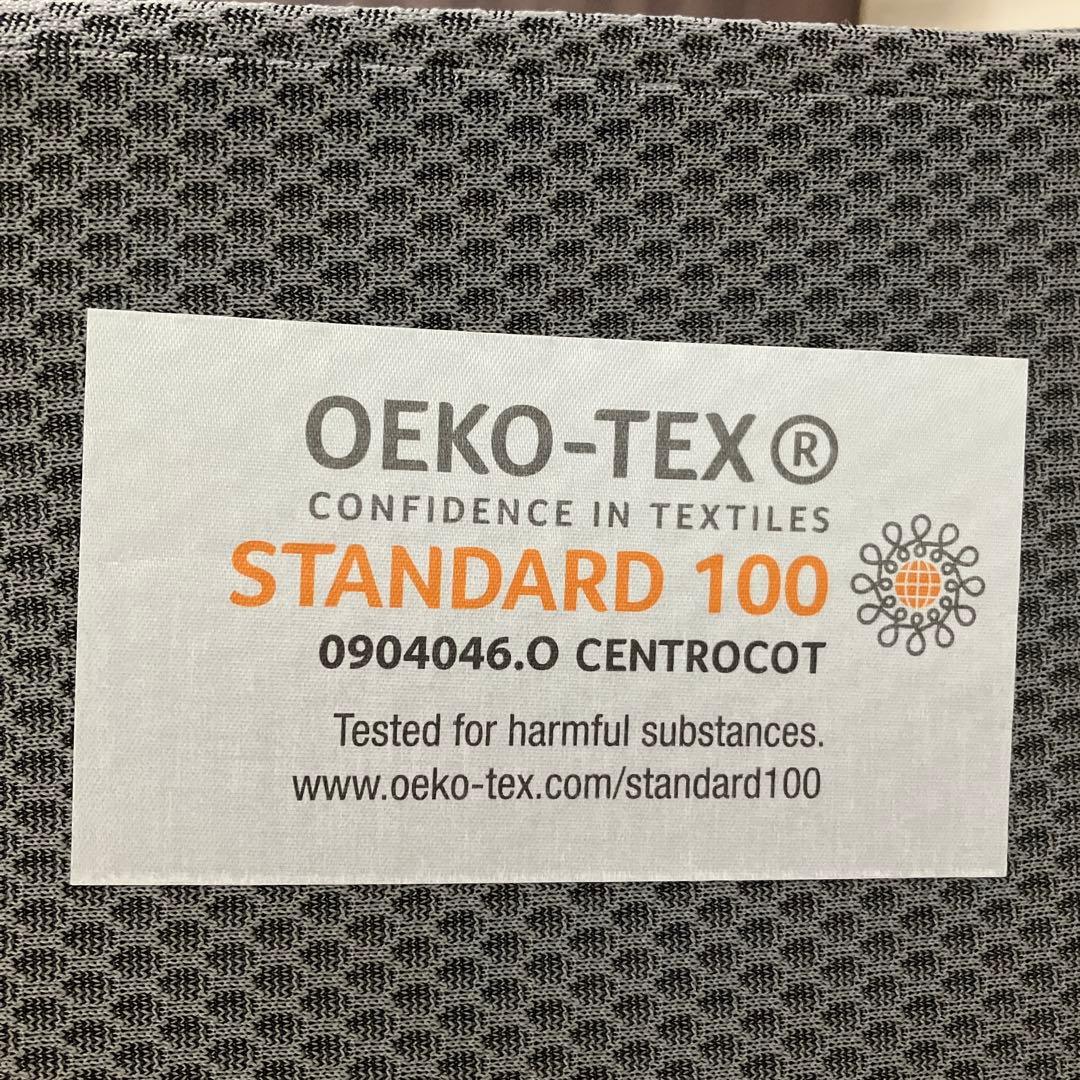 OEKO-TEX®
CONFIDENCE IN TEXTILES
STANDARD 100
0904046.O CENTROCOT
Tested for harmful substances.
www.oeko-tex.com/standard100